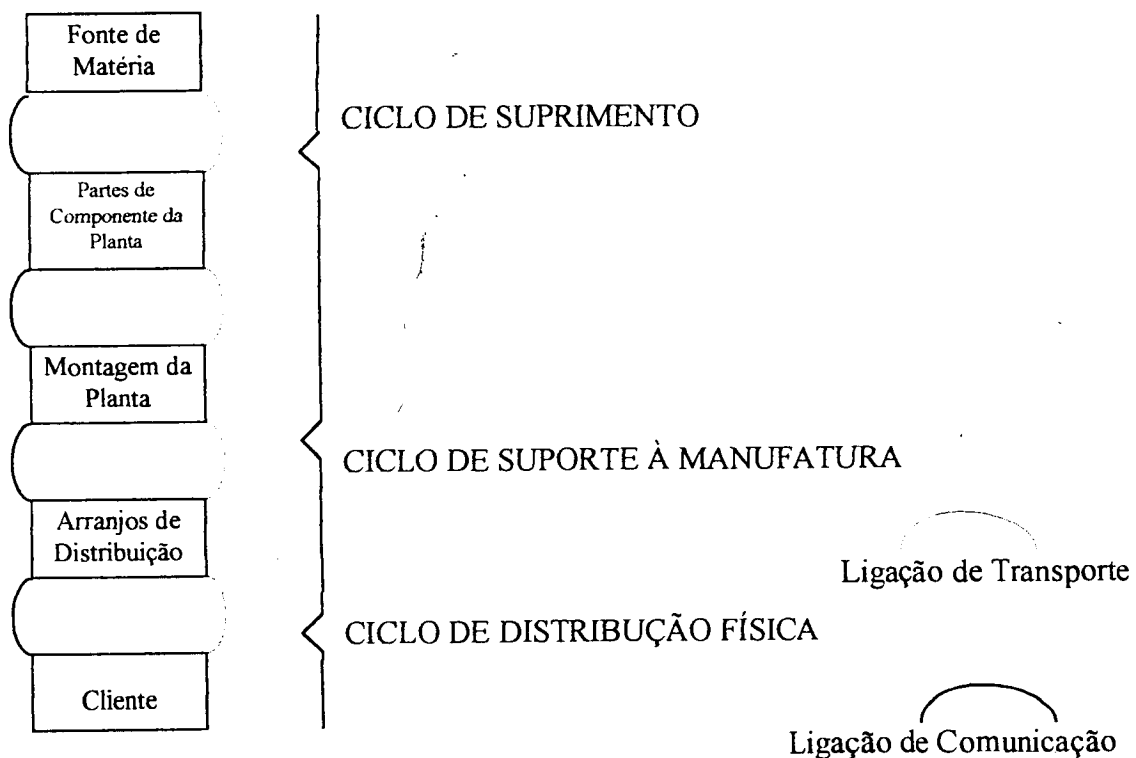 Fonte de
Matéria
CICLO DE SUPRIMENTO
Partes de
Componente da
Planta
Montagem da
Planta
CICLO DE SUPORTE À MANUFATURA
Arranjos de
Distribuição
Ligação de Transporte
CICLO DE DISTRIBUÇÃO FÍSICA
Cliente
Ligação de Comunicação